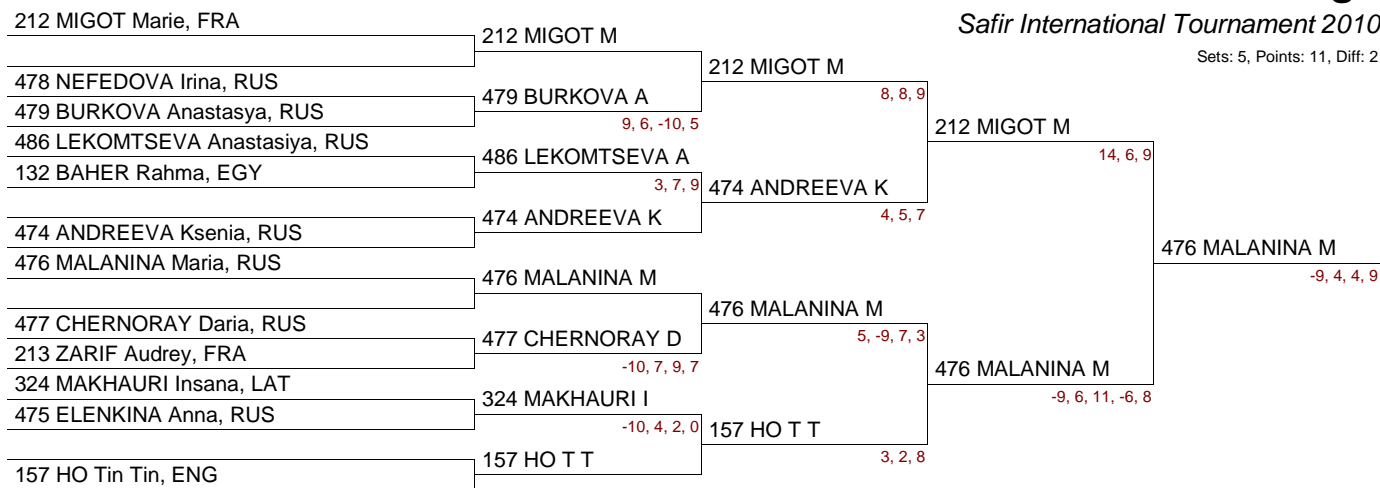 g
Safir International Tournament 2010
Sets: 5, Points: 11, Diff: 2
212 MIGOT Marie, FRA
478 NEFEDOVA Irina, RUS
479 BURKOVA Anastasya, RUS
486 LEKOMTSEVA Anastasiya, RUS
132 BAHER Rahma, EGY
474 ANDREEVA Ksenia, RUS
476 MALANINA Maria, RUS
477 CHERNORAY Daria, RUS
213 ZARIF Audrey, FRA
324 MAKHAURI Insana, LAT
475 ELENKINA Anna, RUS
157 HO Tin Tin, ENG
212 MIGOT M
479 BURKOVA A
9, 6, -10, 5
486 LEKOMTSEVA A
3, 7, 9
474 ANDREEVA K
476 MALANINA M
477 CHERNORAY D
-10, 7, 9, 7
324 MAKHAURI I
-10, 4, 2, 0
157 HO T T
212 MIGOT M
8, 8, 9
474 ANDREEVA K
4, 5, 7
476 MALANINA M
5, -9, 7, 3
157 HO T T
3, 2, 8
212 MIGOT M
14, 6, 9
476 MALANINA M
-9, 6, 11, -6, 8
476 MALANINA M
-9, 4, 4, 9